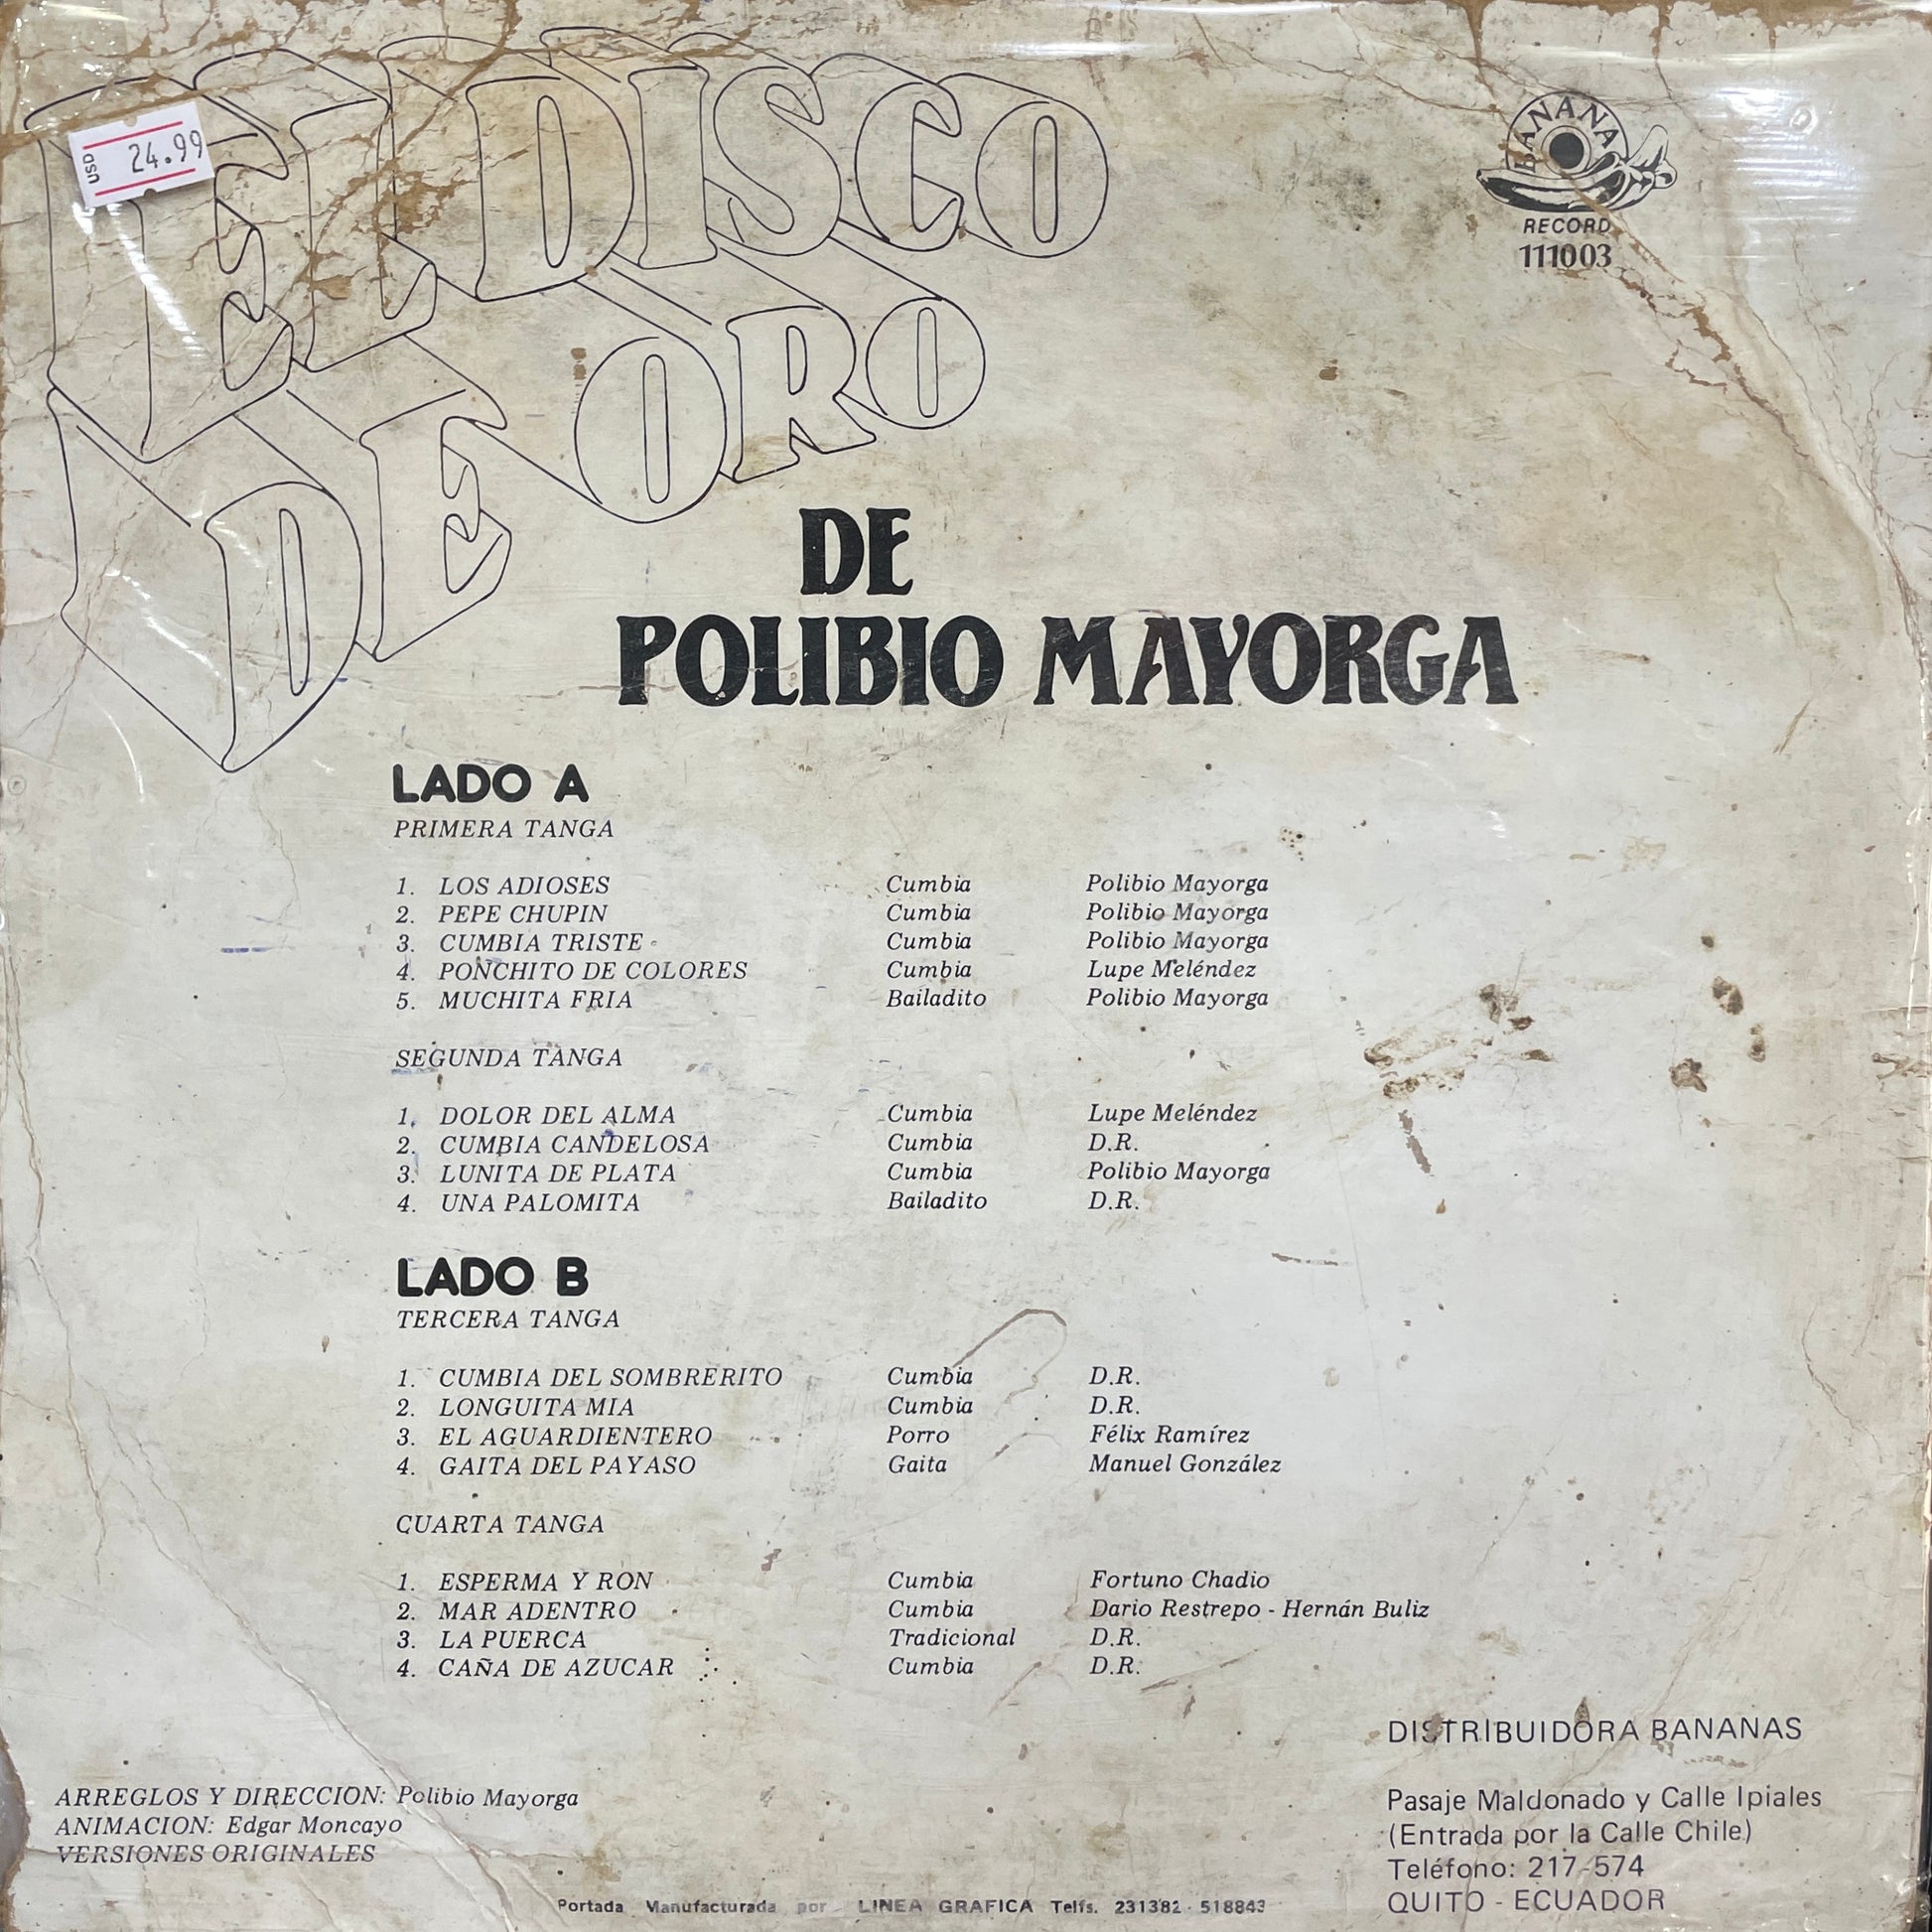 EL DISCO
DE ORO
USD 24.99
BANANA
RECORD
111003
DE
POLIBIO MAYORGA
LADO A
PRIMERA TANGA
1. LOS ADIOSES Cumbia Polibio Mayorga
2. PEPE CHUPIN Cumbia Polibio Mayorga
3. CUMBIA TRISTE Cumbia Polibio Mayorga
4. PONCHITO DE COLORES Cumbia Lupe Meléndez
5. MUCHITA FRIA Bailadito Polibio Mayorga
SEGUNDA TANGA
1. DOLOR DEL ALMA Cumbia Lupe Meléndez
2. CUMBIA CANDELOSA Cumbia D.R.
3. LUNITA DE PLATA Cumbia Polibio Mayorga
4. UNA PALOMITA Bailadito D.R.
LADO B
TERCERA TANGA
1. CUMBIA DEL SOMBRERITO Cumbia D.R.
2. LONGUITA MIA Cumbia D.R.
3. EL AGUARDIENTERO Porro Félix Ramírez
4. GAITA DEL PAYASO Gaita Manuel González
CUARTA TANGA
1. ESPERMA Y RON Cumbia Fortuno Chadio
2. MAR ADENTRO Cumbia Dario Restrepo - Hernán Buliz
3. LA PUERCA Tradicional D.R.
4. CAÑA DE AZUCAR Cumbia D.R.
ARREGLOS Y DIRECCION: Polibio Mayorga
ANIMACION: Edgar Moncayo
VERSIONES ORIGINALES
DISTRIBUIDORA BANANAS
Pasaje Maldonado y Calle Ipiales
(Entrada por la Calle Chile)
Teléfono: 217-574
QUITO - ECUADOR
Portada Manufacturada por LINEA GRAFICA Telfs. 231382 - 518843